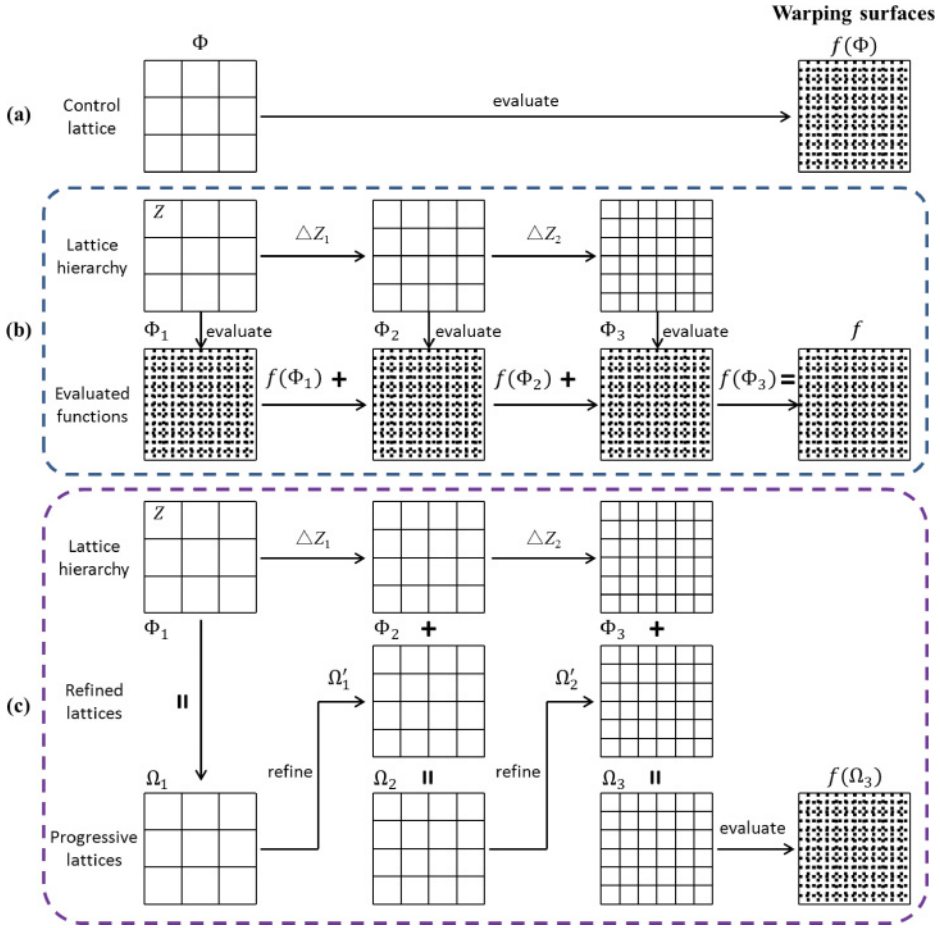 Warping surfaces
Φ
f(Φ)
(a)
Control
lattice
evaluate
Z
△Z₁
△Z₂
Lattice
hierarchy
(b)
Φ₁
evaluate
Φ₂
evaluate
Φ₃
evaluate
f
Evaluated
functions
f(Φ₁) +
f(Φ₂) +
f(Φ₃) =
Z
△Z₁
△Z₂
Lattice
hierarchy
Φ₁
Φ₂ +
Φ₃ +
(c)
Refined
lattices
=
Ω′₁
Ω′₂
refine
refine
Ω₁
Ω₂ =
Ω₃ =
f(Ω₃)
Progressive
lattices
evaluate